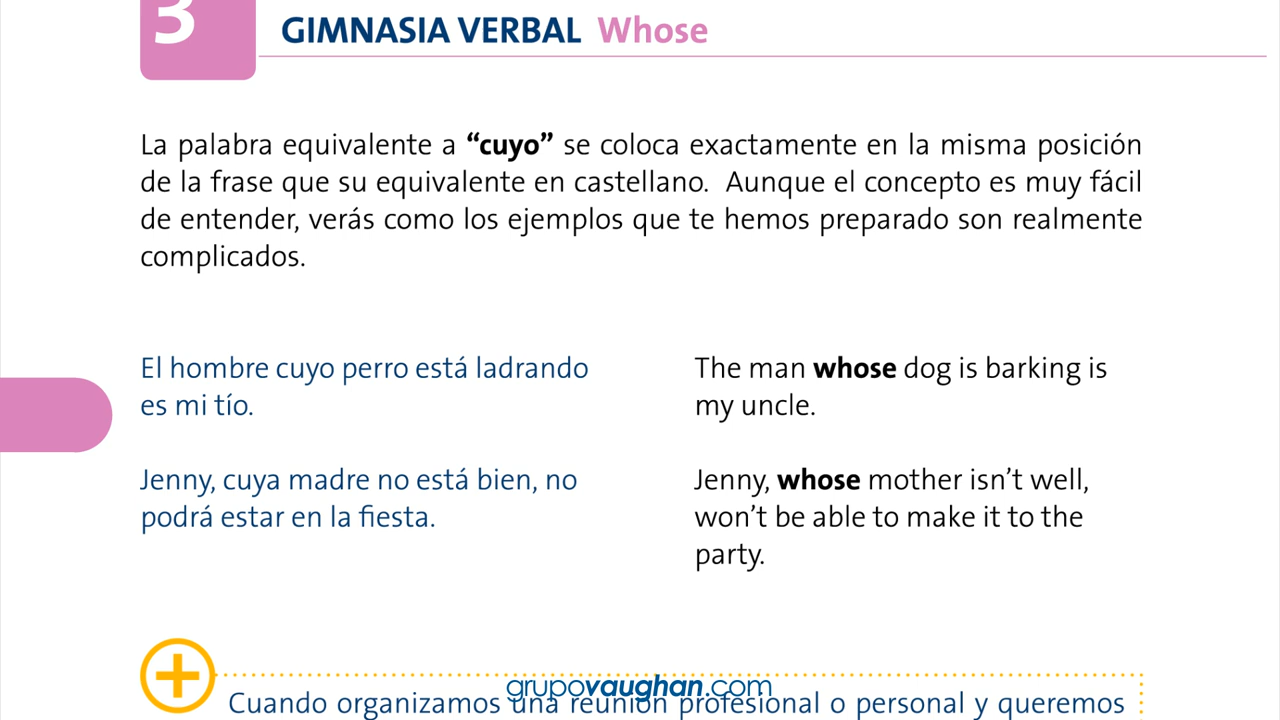 3
GIMNASIA VERBAL Whose
La palabra equivalente a “cuyo” se coloca exactamente en la misma posición
de la frase que su equivalente en castellano. Aunque el concepto es muy fácil
de entender, verás como los ejemplos que te hemos preparado son realmente
complicados.
El hombre cuyo perro está ladrando
es mi tío.
The man whose dog is barking is
my uncle.
Jenny, cuya madre no está bien, no
podrá estar en la fiesta.
Jenny, whose mother isn’t well,
won’t be able to make it to the
party.
grupovaughan.com
Cuando organizamos una reunión profesional o personal y queremos